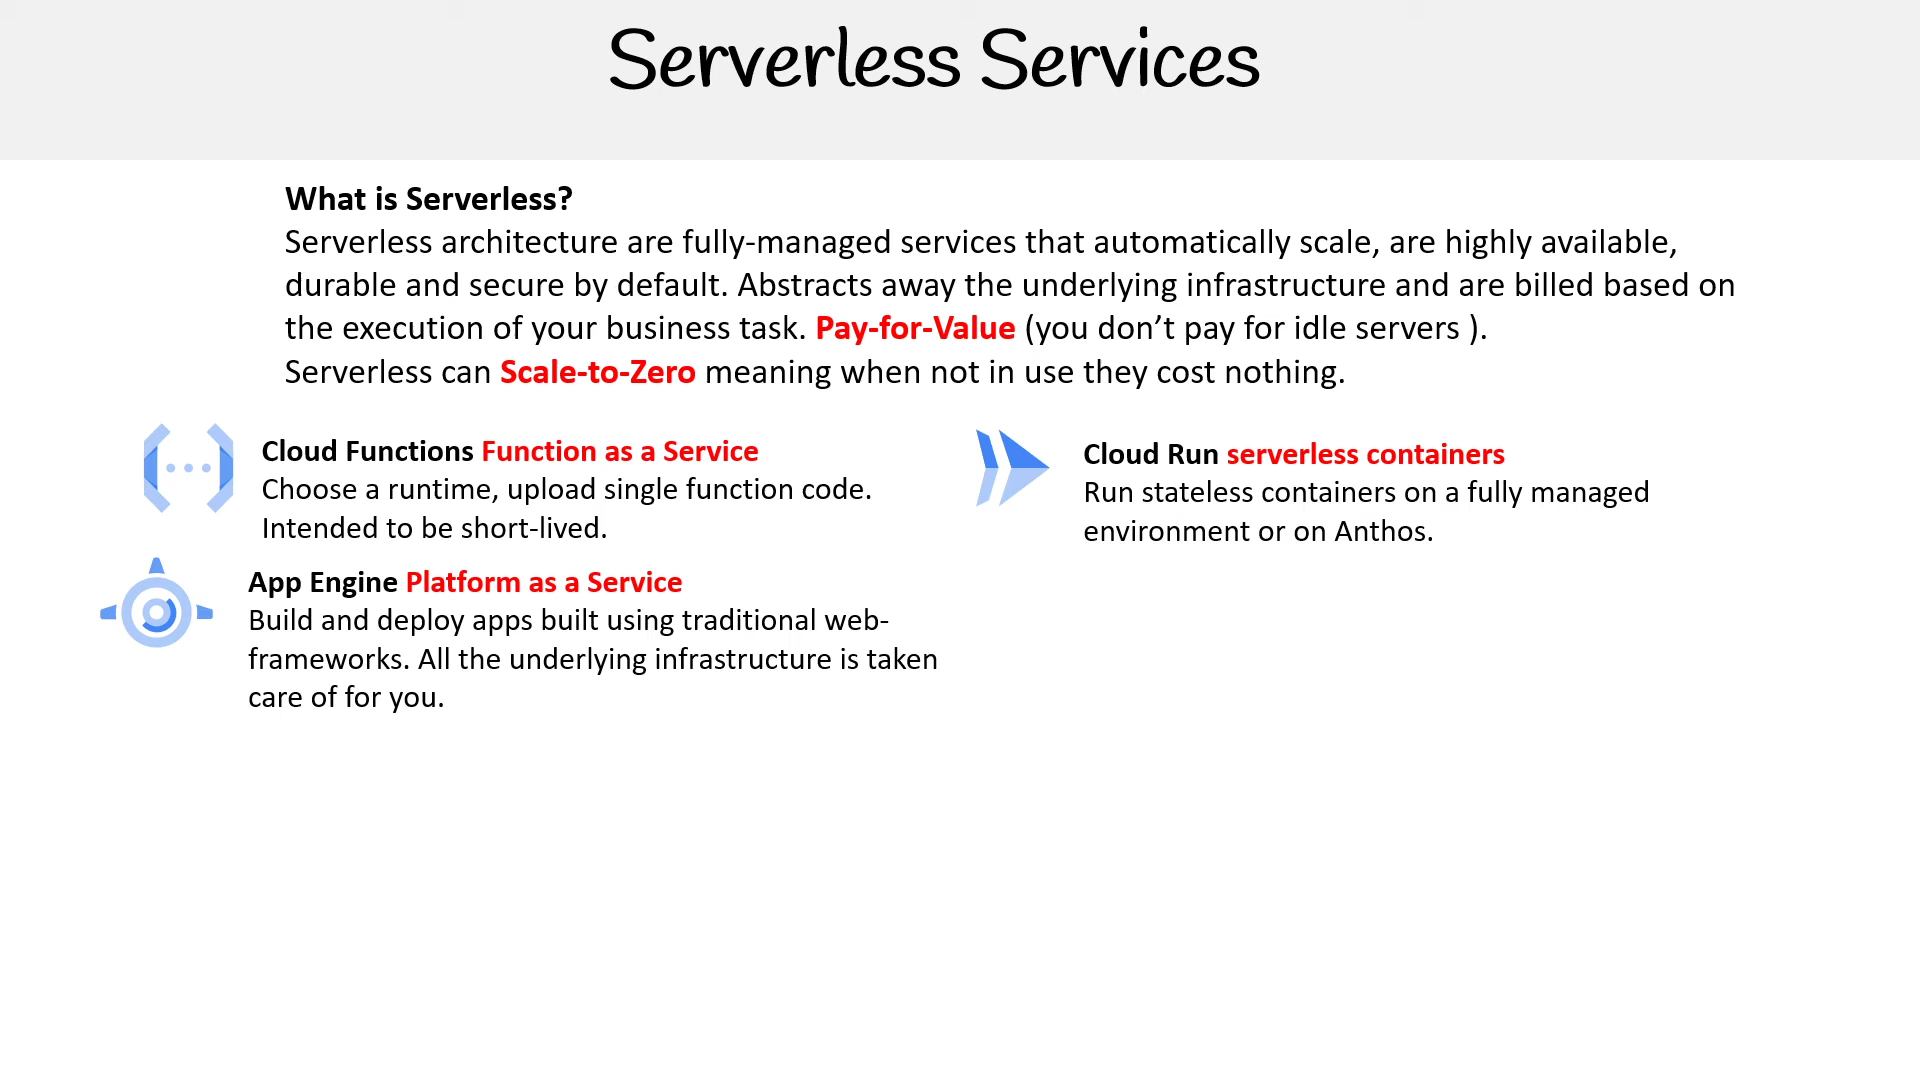 Serverless Services
What is Serverless?
Serverless architecture are fully-managed services that automatically scale, are highly available,
durable and secure by default. Abstracts away the underlying infrastructure and are billed based on
the execution of your business task. Pay-for-Value (you don’t pay for idle servers ).
Serverless can Scale-to-Zero meaning when not in use they cost nothing.
Cloud Functions Function as a Service
Choose a runtime, upload single function code.
Intended to be short-lived.
App Engine Platform as a Service
Build and deploy apps built using traditional web-
frameworks. All the underlying infrastructure is taken
care of for you.
Cloud Run serverless containers
Run stateless containers on a fully managed
environment or on Anthos.